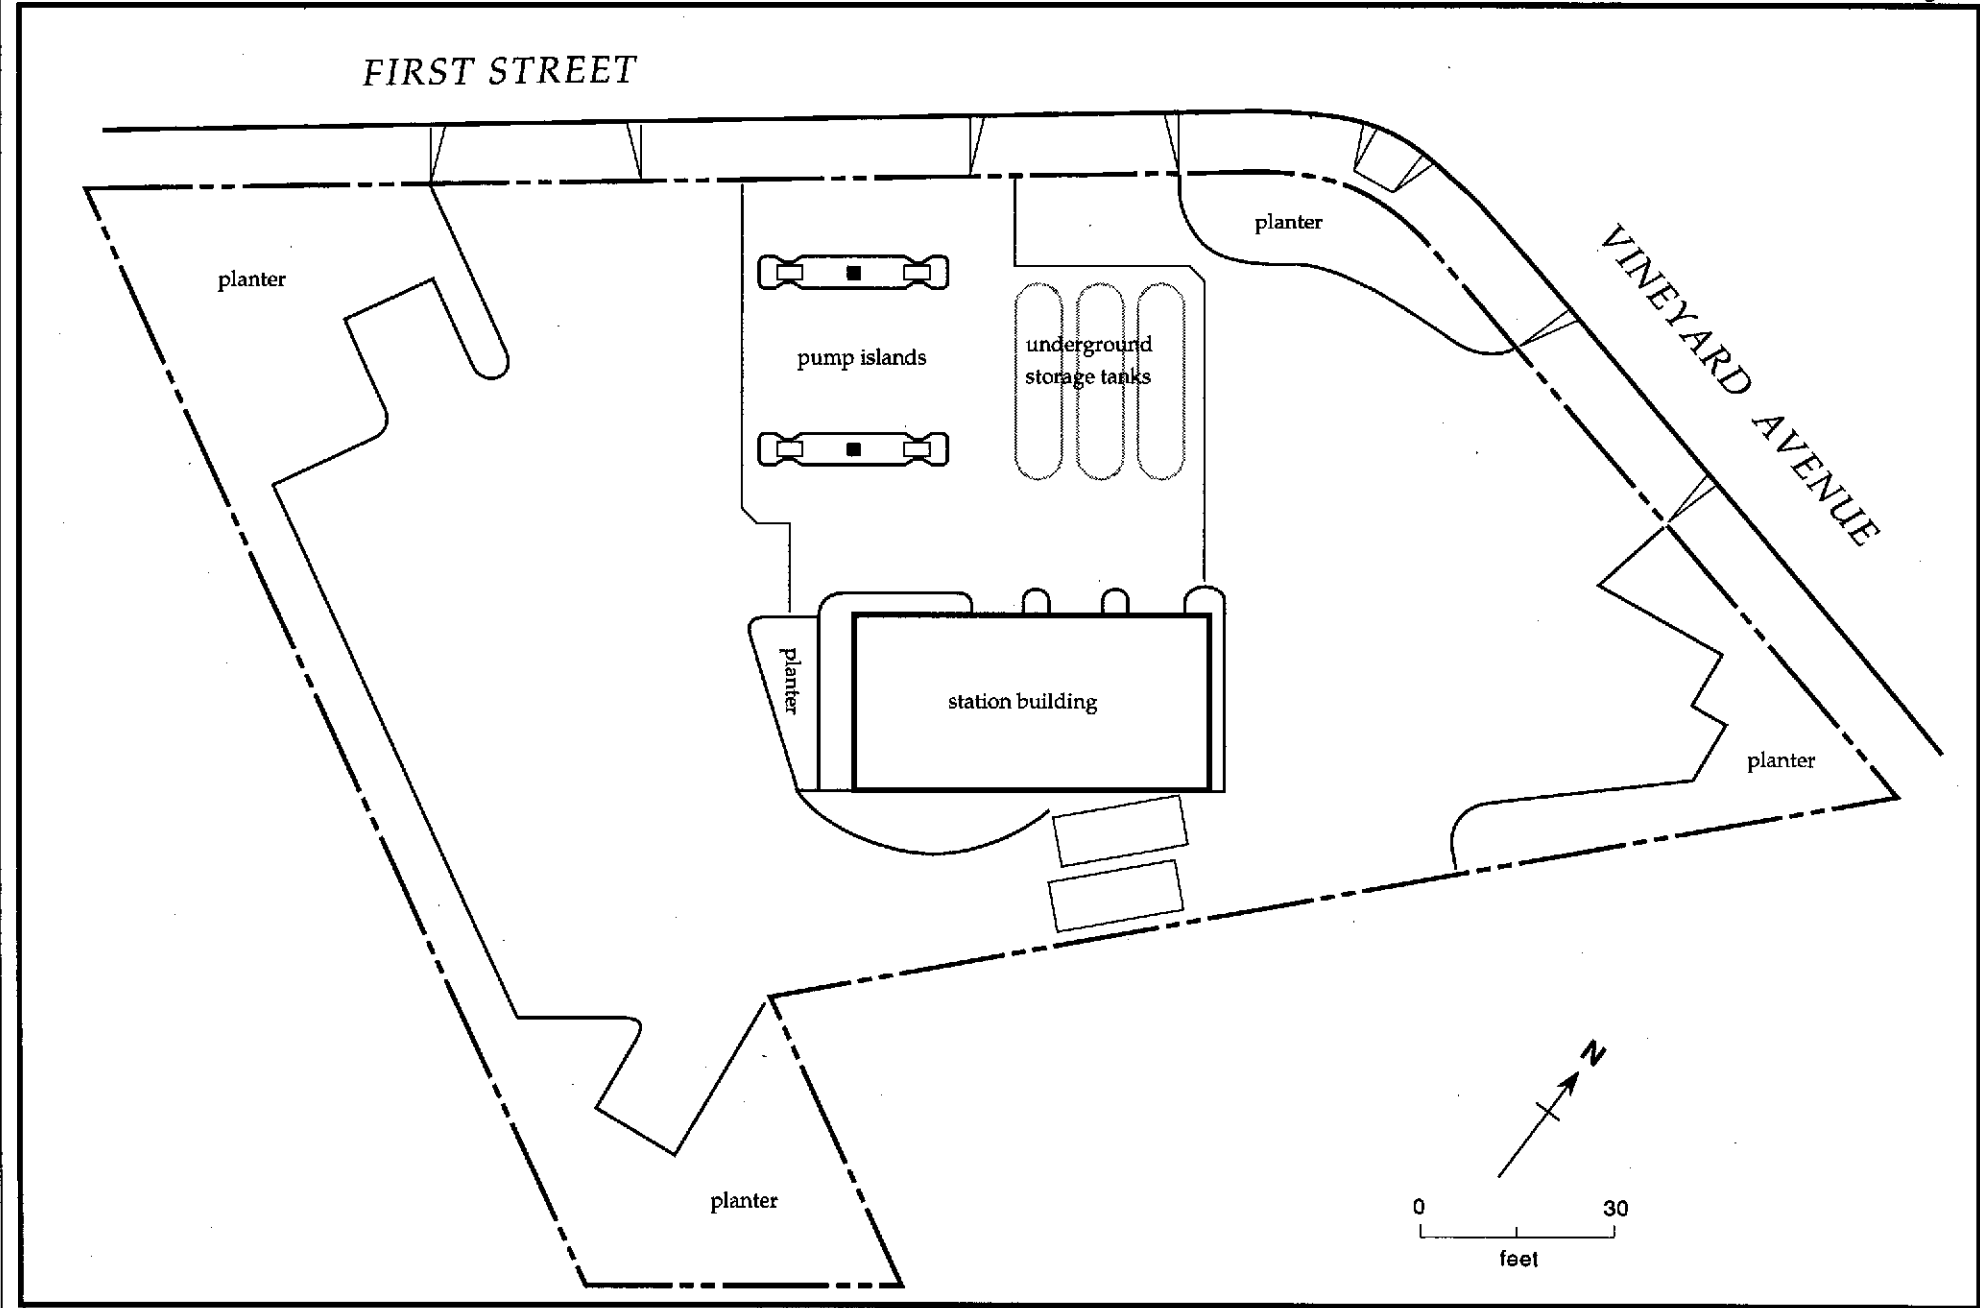 FIRST STREET
planter
planter
VINEYARD AVENUE
pump islands
underground
storage tanks
planter
station building
planter
planter
N
0 30
feet